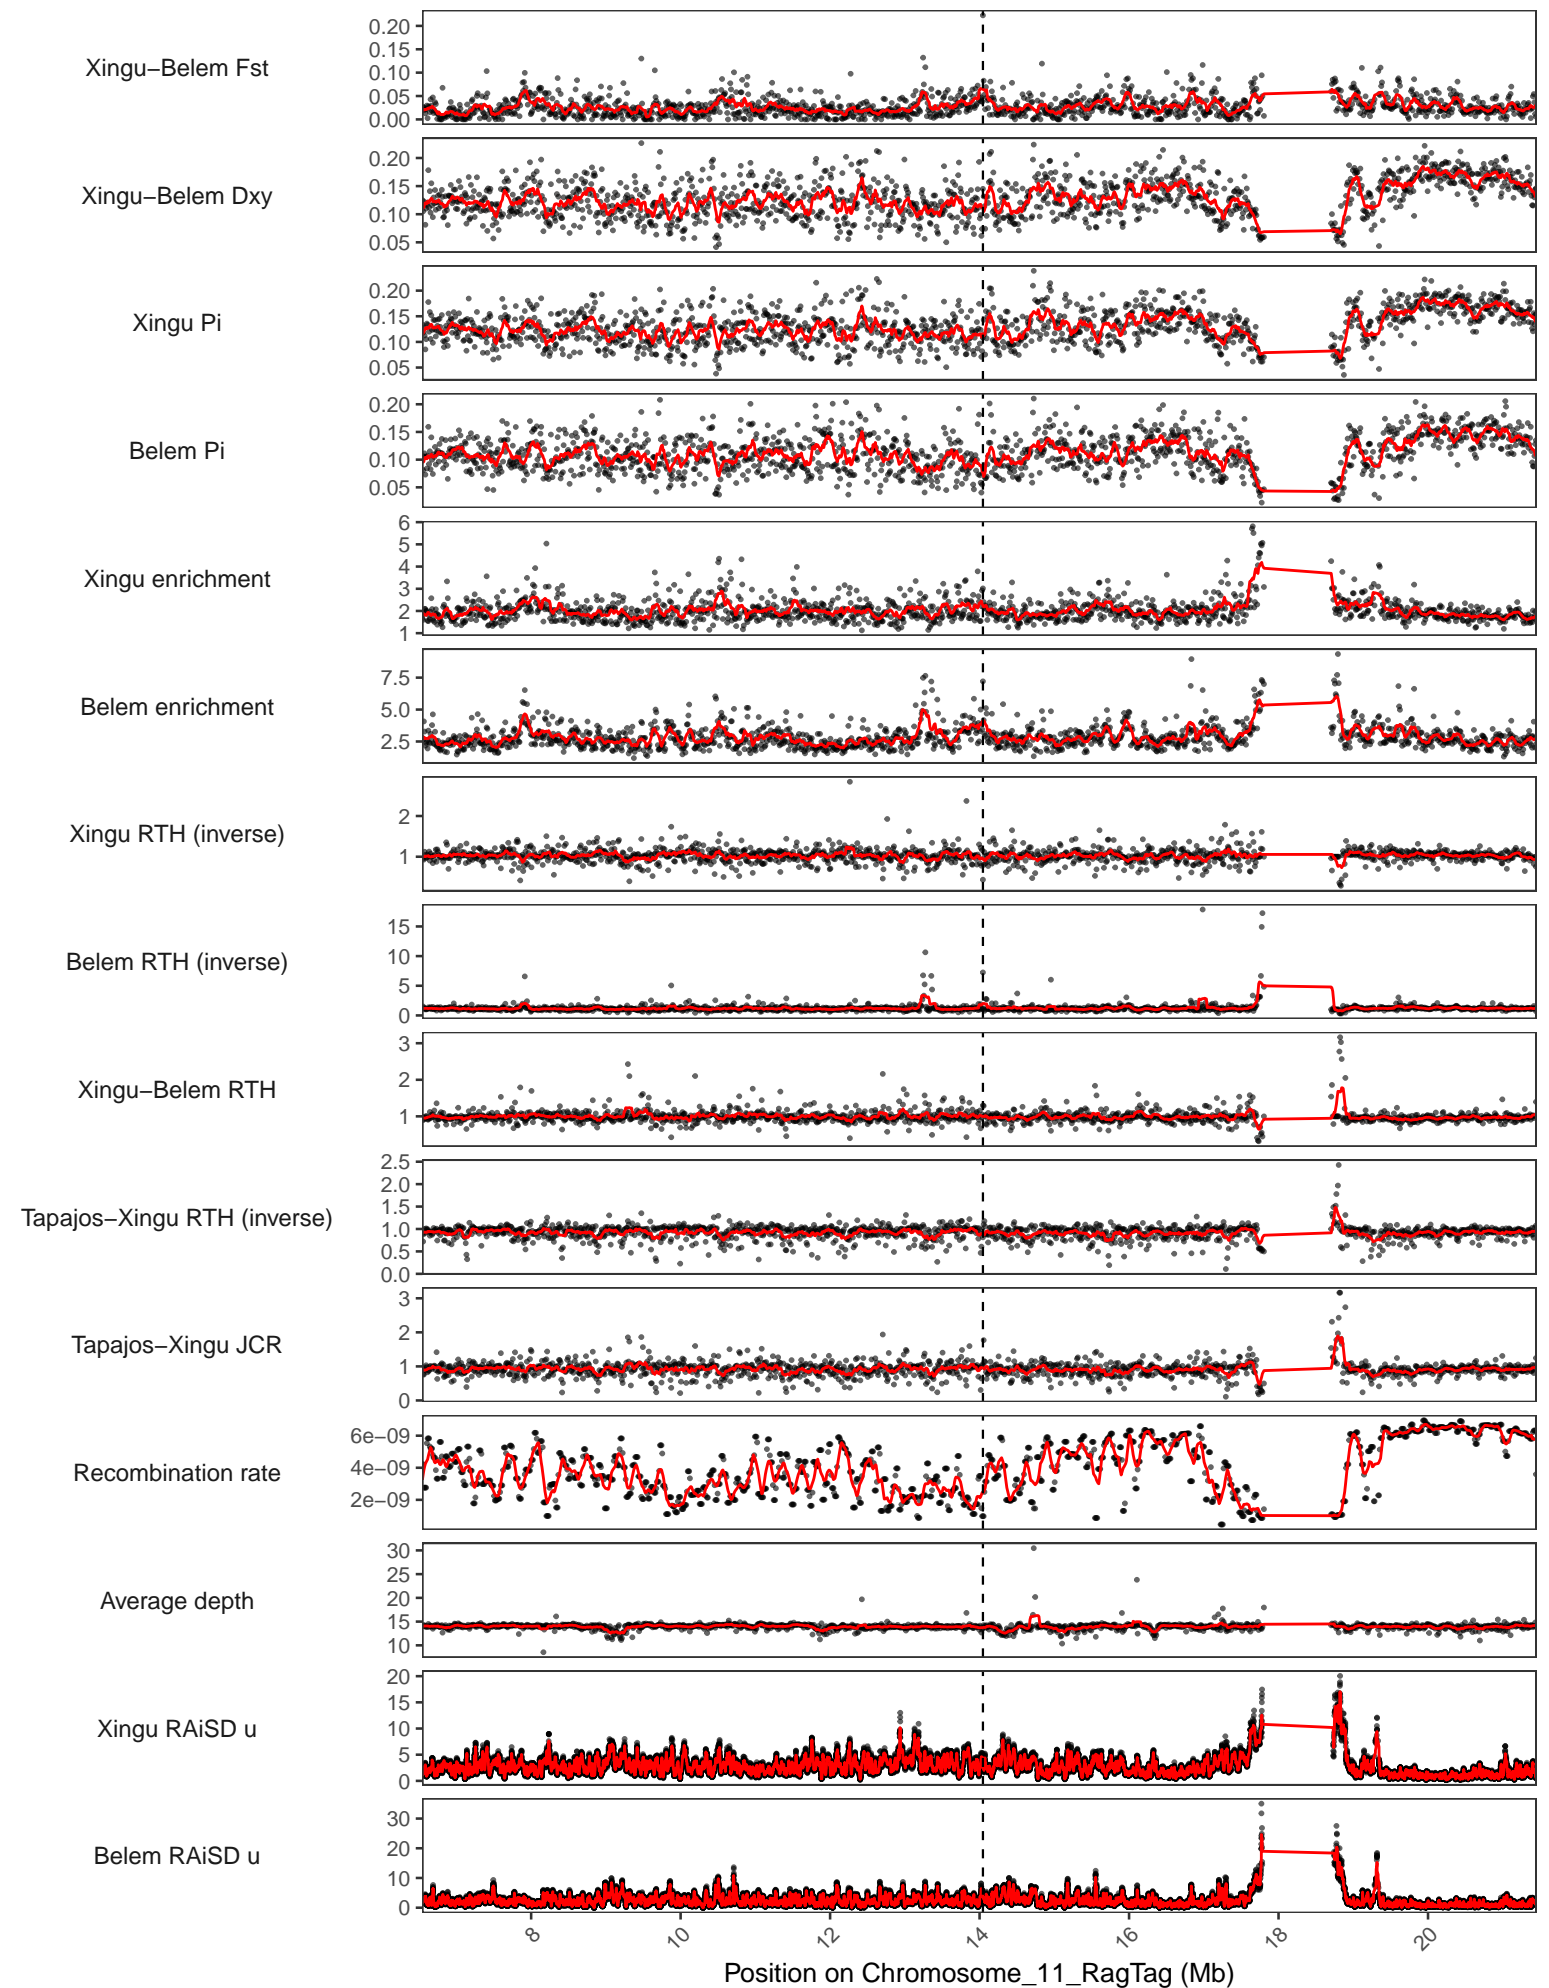 Xingu−Belem Fst
0.20
0.15
0.10
0.05
0.00
Xingu−Belem Dxy
0.20
0.15
0.10
0.05
Xingu Pi
0.20
0.15
0.10
0.05
Belem Pi
0.20
0.15
0.10
0.05
Xingu enrichment
6
5
4
3
2
1
Belem enrichment
7.5
5.0
2.5
Xingu RTH (inverse)
2
1
Belem RTH (inverse)
15
10
5
0
Xingu−Belem RTH
3
2
1
Tapajos−Xingu RTH (inverse)
2.5
2.0
1.5
1.0
0.5
0.0
Tapajos−Xingu JCR
3
2
1
0
Recombination rate
6e−09
4e−09
2e−09
Average depth
30
25
20
15
10
Xingu RAiSD u
20
15
10
5
0
Belem RAiSD u
30
20
10
0
8 10 12 14 16 18 20
Position on Chromosome_11_RagTag (Mb)